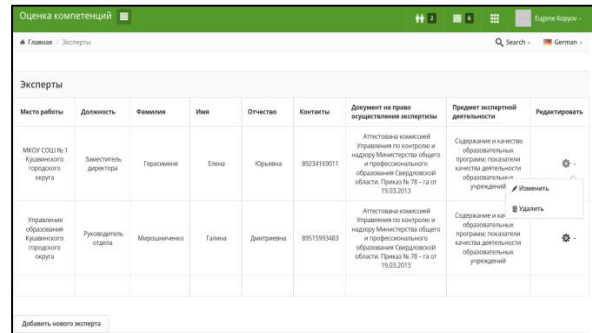 Оценка компетенций
2
6
Eugene Kopyov
Главная / Эксперты
Search
German
Эксперты
Место работы Должность Фамилия Имя Отчество Контакты Документ на право осуществления экспертизы Предмет экспертной деятельности Редактировать
МКОУ СОШ № 1
Кушвинского
городского
округа
Заместитель
директора
Герасименя
Елена
Юрьевна
89234169011
Аттестована комиссией
Управления по контролю и
надзору Министерства общего
и профессионального
образования Свердловской
области. Приказ № 78 – га от
19.03.2013
Содержание и качество
образовательных
программ; показатели
качества деятельности
образовательных
учреждений
Изменить
Удалить
Управление
образования
Кушвинского
городского
округа
Руководитель
отдела
Мирошниченко
Галина
Дмитриевна
89515993483
Аттестована комиссией
Управления по контролю и
надзору Министерства общего
и профессионального
образования Свердловской
области. Приказ № 78 – га от
19.03.2013
Содержание и кач
образовательных
программ; показатели
качества деятельности
образовательных
учреждений
Добавить нового эксперта